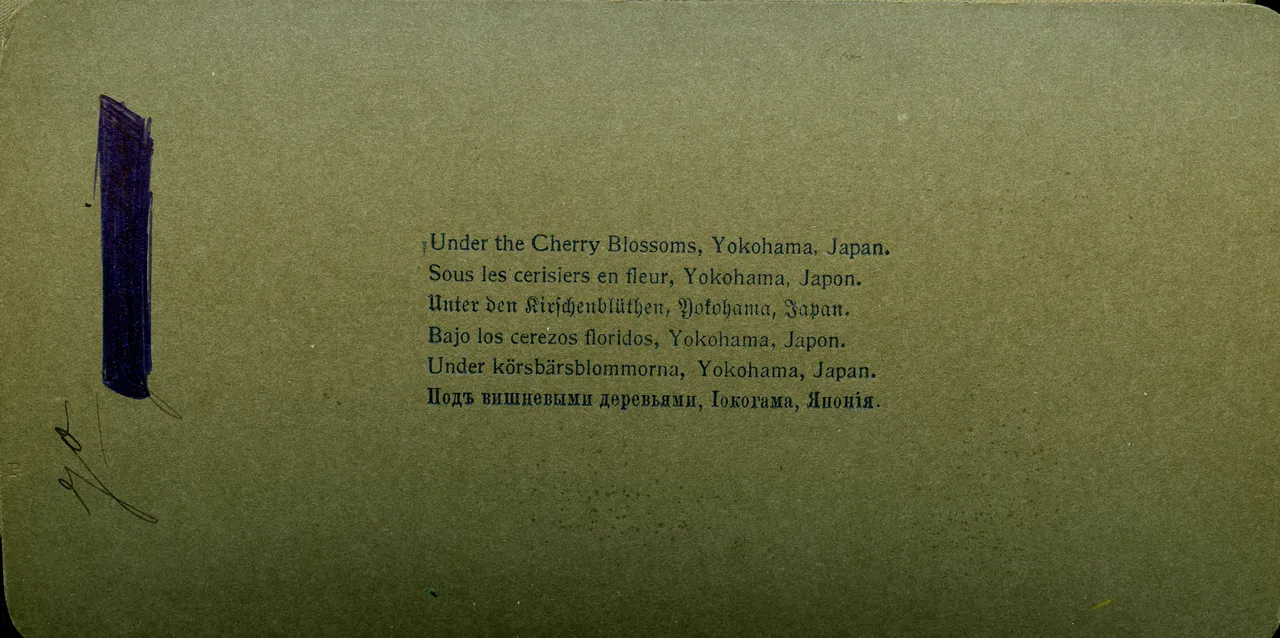 Under the Cherry Blossoms, Yokohama, Japan.
Sous les cerisiers en fleur, Yokohama, Japon.
Unter den Kirschenblüthen, Yokohama, Japan.
Bajo los cerezos floridos, Yokohama, Japon.
Under körsbärsblommorna, Yokohama, Japan.
Подъ вишневыми деревьями, Іокогама, Японія.